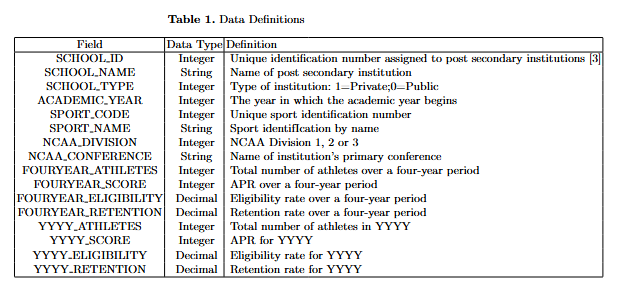 Table 1. Data Definitions
Field Data Type Definition
SCHOOL_ID Integer Unique identification number assigned to post secondary institutions [3]
SCHOOL_NAME String Name of post secondary institution
SCHOOL_TYPE Integer Type of institution: 1=Private;0=Public
ACADEMIC_YEAR Integer The year in which the academic year begins
SPORT_CODE Integer Unique sport identification number
SPORT_NAME String Sport identifIcation by name
NCAA_DIVISION Integer NCAA Division 1, 2 or 3
NCAA_CONFERENCE String Name of institution's primary conference
FOURYEAR_ATHLETES Integer Total number of athletes over a four-year period
FOURYEAR_SCORE Integer APR over a four-year period
FOURYEAR_ELIGIBILITY Decimal Eligibility rate over a four-year period
FOURYEAR_RETENTION Decimal Retention rate over a four-year period
YYYY_ATHLETES Integer Total number of athletes in YYYY
YYYY_SCORE Integer APR for YYYY
YYYY_ELIGIBILITY Decimal Eligibility rate for YYYY
YYYY_RETENTION Decimal Retention rate for YYYY